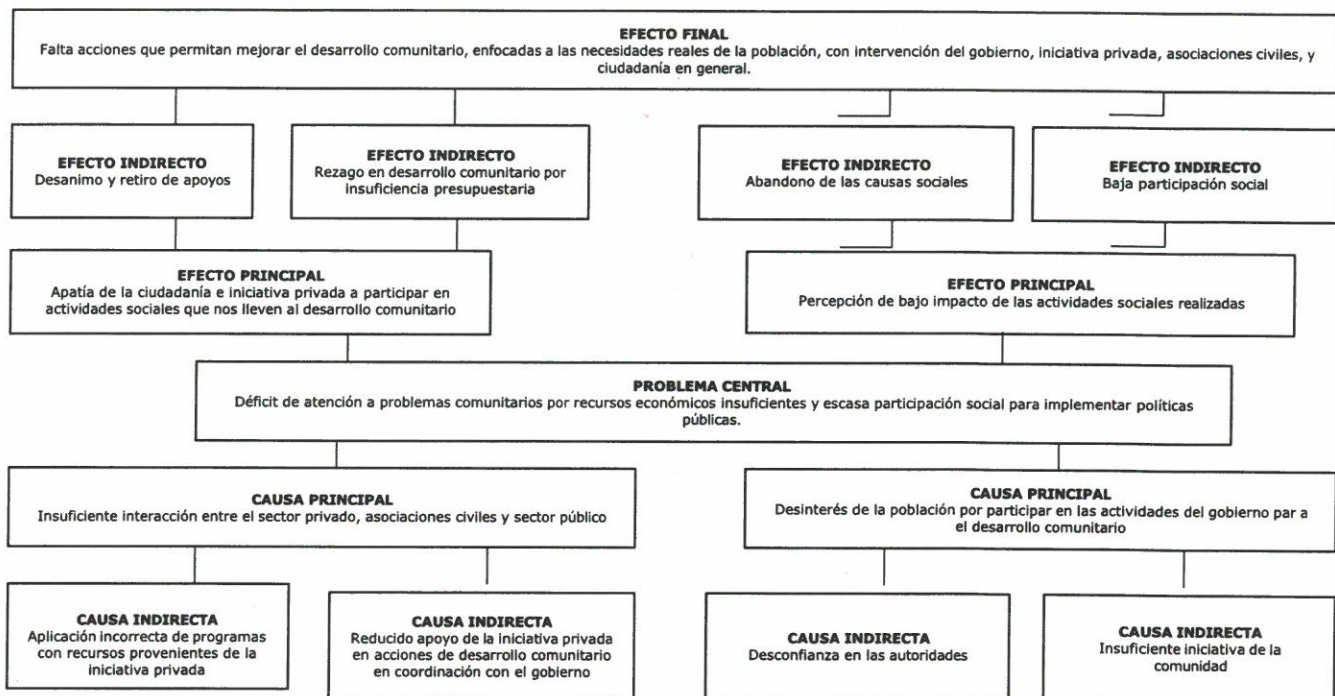 EFECTO FINAL
Falta acciones que permitan mejorar el desarrollo comunitario, enfocadas a las necesidades reales de la población, con intervención del gobierno, iniciativa privada, asociaciones civiles, y
ciudadanía en general.
EFECTO INDIRECTO
Desanimo y retiro de apoyos
EFECTO INDIRECTO
Rezago en desarrollo comunitario por
insuficiencia presupuestaria
EFECTO INDIRECTO
Abandono de las causas sociales
EFECTO INDIRECTO
Baja participación social
EFECTO PRINCIPAL
Apatía de la ciudadanía e iniciativa privada a participar en
actividades sociales que nos lleven al desarrollo comunitario
EFECTO PRINCIPAL
Percepción de bajo impacto de las actividades sociales realizadas
PROBLEMA CENTRAL
Déficit de atención a problemas comunitarios por recursos económicos insuficientes y escasa participación social para implementar políticas
públicas.
CAUSA PRINCIPAL
Insuficiente interacción entre el sector privado, asociaciones civiles y sector público
CAUSA PRINCIPAL
Desinterés de la población por participar en las actividades del gobierno par a
el desarrollo comunitario
CAUSA INDIRECTA
Aplicación incorrecta de programas
con recursos provenientes de la
iniciativa privada
CAUSA INDIRECTA
Reducido apoyo de la iniciativa privada
en acciones de desarrollo comunitario
en coordinación con el gobierno
CAUSA INDIRECTA
Desconfianza en las autoridades
CAUSA INDIRECTA
Insuficiente iniciativa de la
comunidad